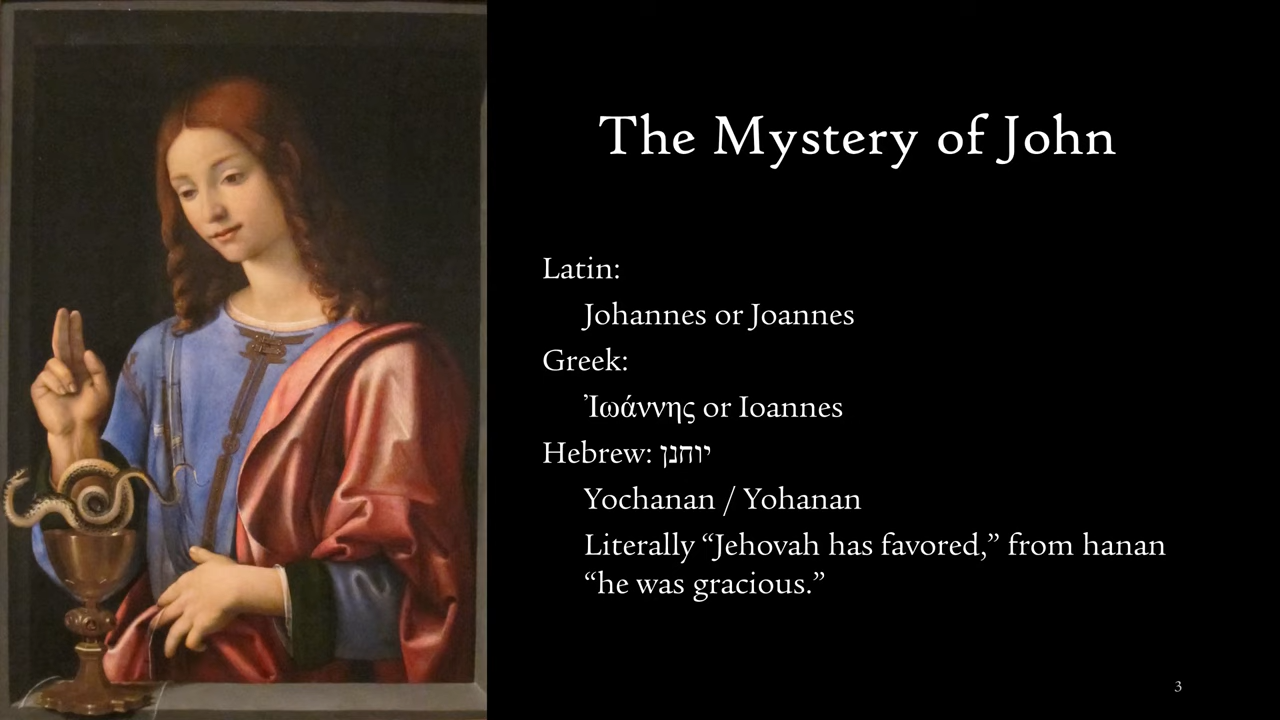 The Mystery of John
Latin:
Johannes or Joannes
Greek:
Ἰωάννης or Ioannes
Hebrew: יוחנן
Yochanan / Yohanan
Literally “Jehovah has favored,” from hanan
“he was gracious.”
3